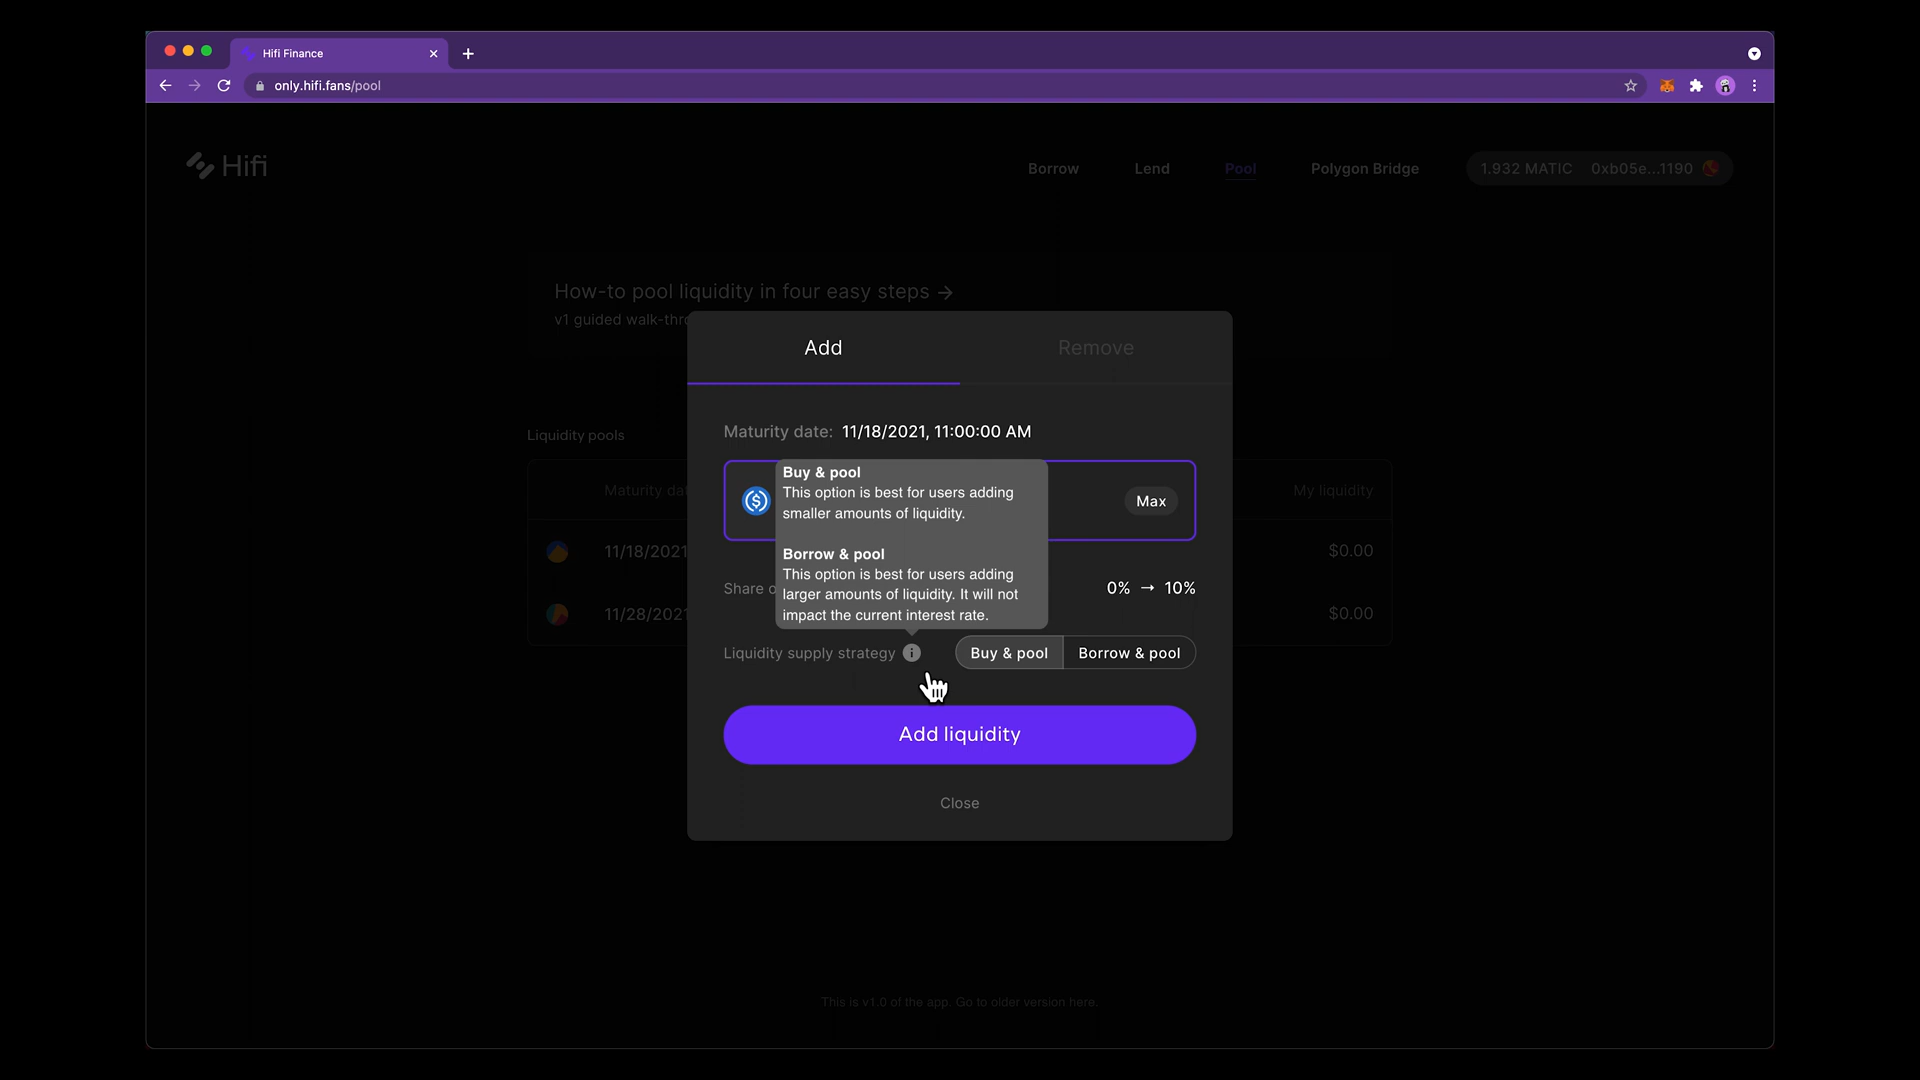 Hifi Finance
only.hifi.fans/pool
Hifi
Borrow
Lend
Pool
Polygon Bridge
1.932 MATIC 0xb05e...1190
How-to pool liquidity in four easy steps →
v1 guided walk-thro
Add
Remove
Maturity date: 11/18/2021, 11:00:00 AM
Liquidity pools
Buy & pool
This option is best for users adding
smaller amounts of liquidity.
Max
Borrow & pool
This option is best for users adding
larger amounts of liquidity. It will not
impact the current interest rate.
Maturity dat
My liquidity
11/18/2021
$0.00
Share o
0% → 10%
11/28/2021
$0.00
Liquidity supply strategy
Buy & pool
Borrow & pool
Add liquidity
Close
This is v1.0 of the app. Go to older version here.